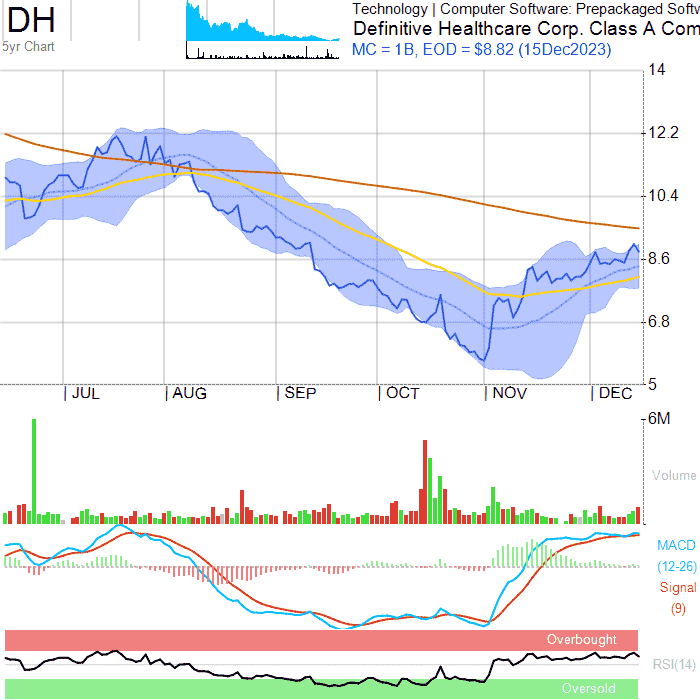 DH
5yr Chart
Technology | Computer Software: Prepackaged Softw
Definitive Healthcare Corp. Class A Com
MC = 1B, EOD = $8.82 (15Dec2023)
14
12.2
10.4
8.6
6.8
5
JUL
AUG
SEP
OCT
NOV
DEC
6M
Volume
MACD
(12-26)
Signal
(9)
Overbought
RSI(14)
Oversold